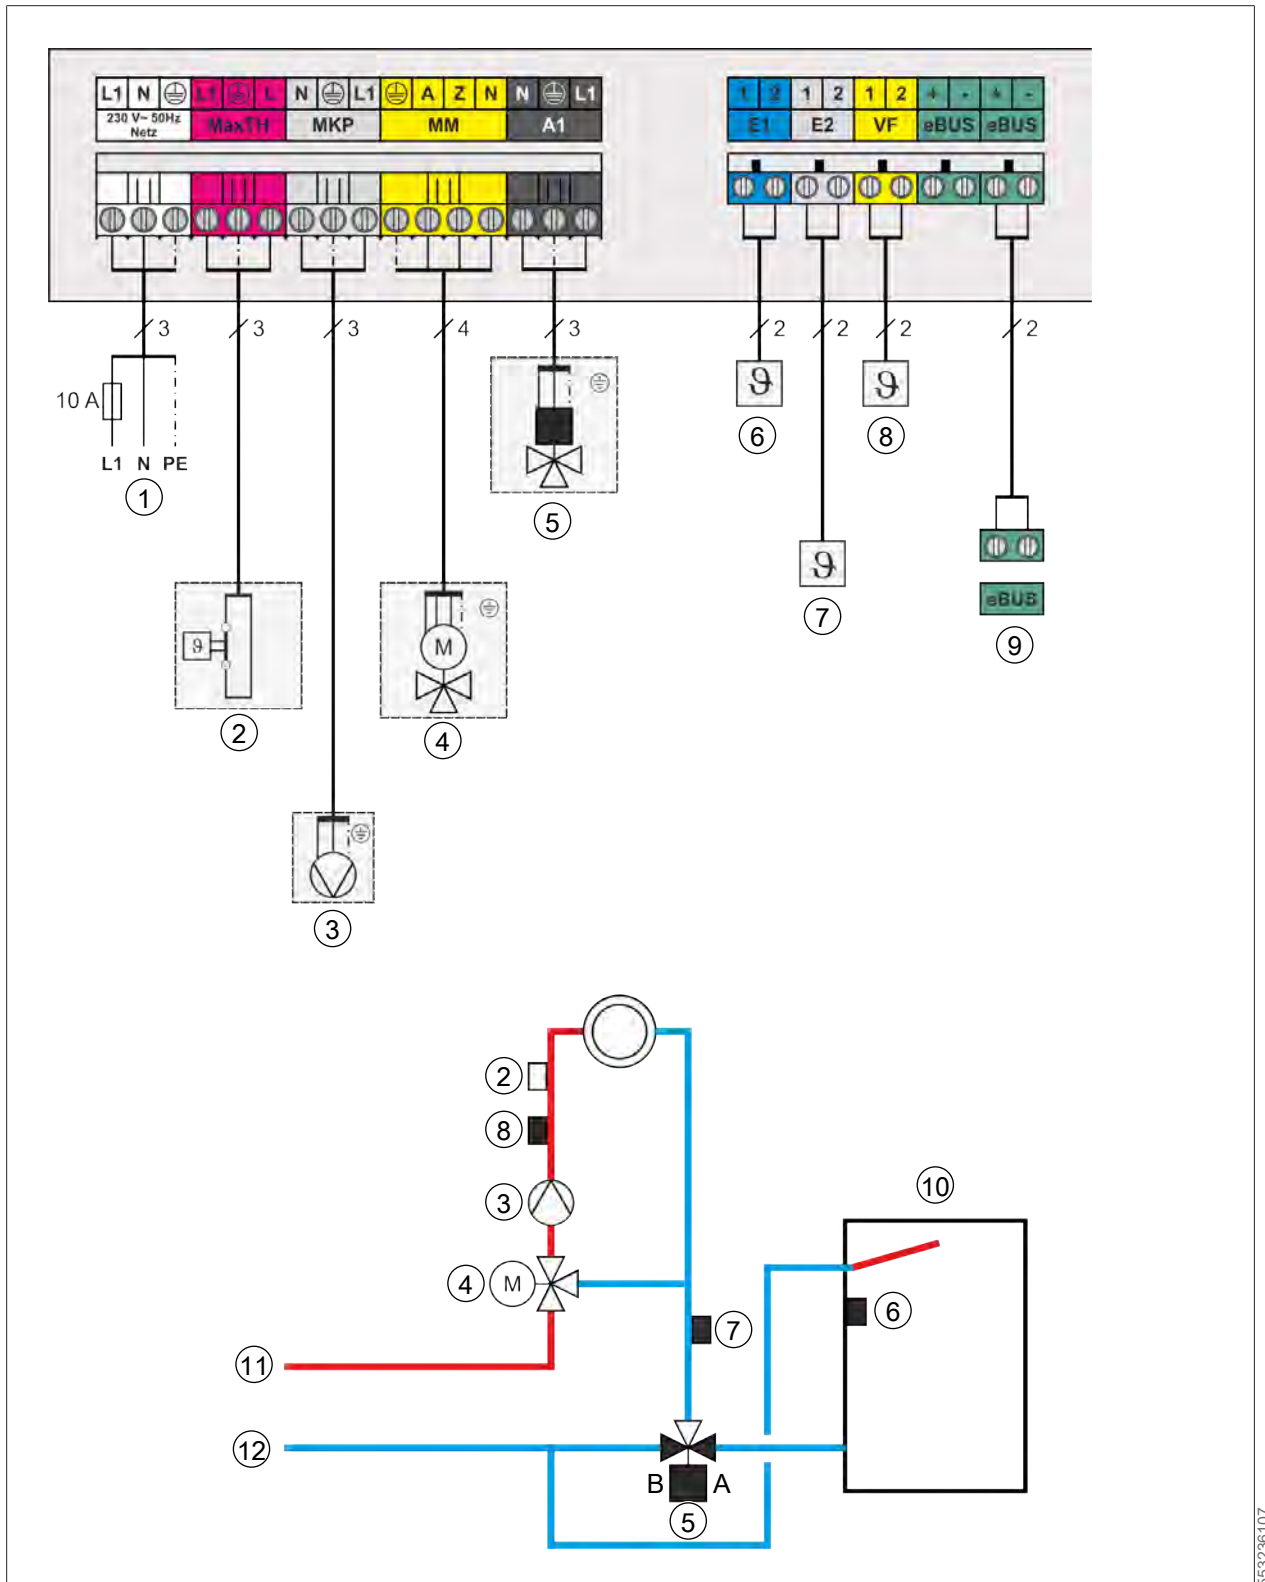 L1 N L1 L N L1 A Z N N L1
230 V~ 50Hz
Netz
MaxTH MKP MM A1
1 2 1 2 1 2 + - + -
E1 E2 VF eBUS eBUS
3 3 3 4 3 2 2 2 2
10 A
L1 N PE
1
ϑ
6
ϑ
8
5
ϑ
7
eBUS
9
ϑ
2
M
4
3
2
8
3
10
4 M
6
7
11
12
B A
5